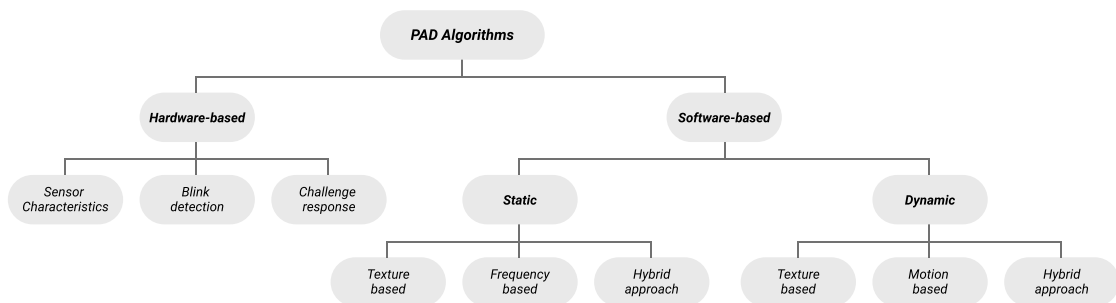 PAD Algorithms
Hardware-based
Software-based
Sensor
Characteristics
Blink
detection
Challenge
response
Static
Dynamic
Texture
based
Frequency
based
Hybrid
approach
Texture
based
Motion
based
Hybrid
approach